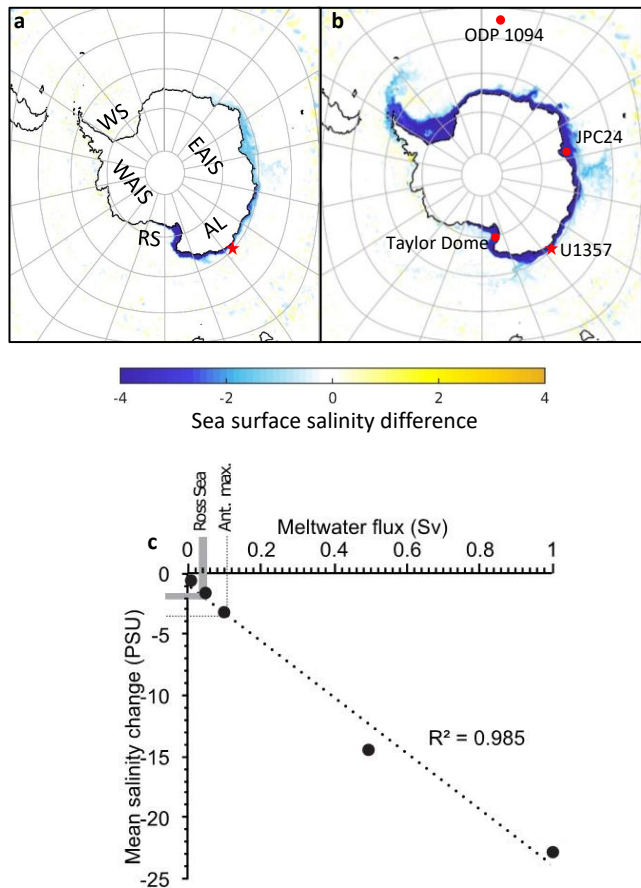 a
WS
EAIS
WAIS
RS
AL
b
ODP 1094
JPC24
Taylor Dome
U1357
-4 -2 0 2 4
Sea surface salinity difference
Ross Sea
Ant. max.
c
Meltwater flux (Sv)
0 0.2 0.4 0.6 0.8 1
Mean salinity change (PSU)
0
-5
-10
-15
-20
-25
R² = 0.985